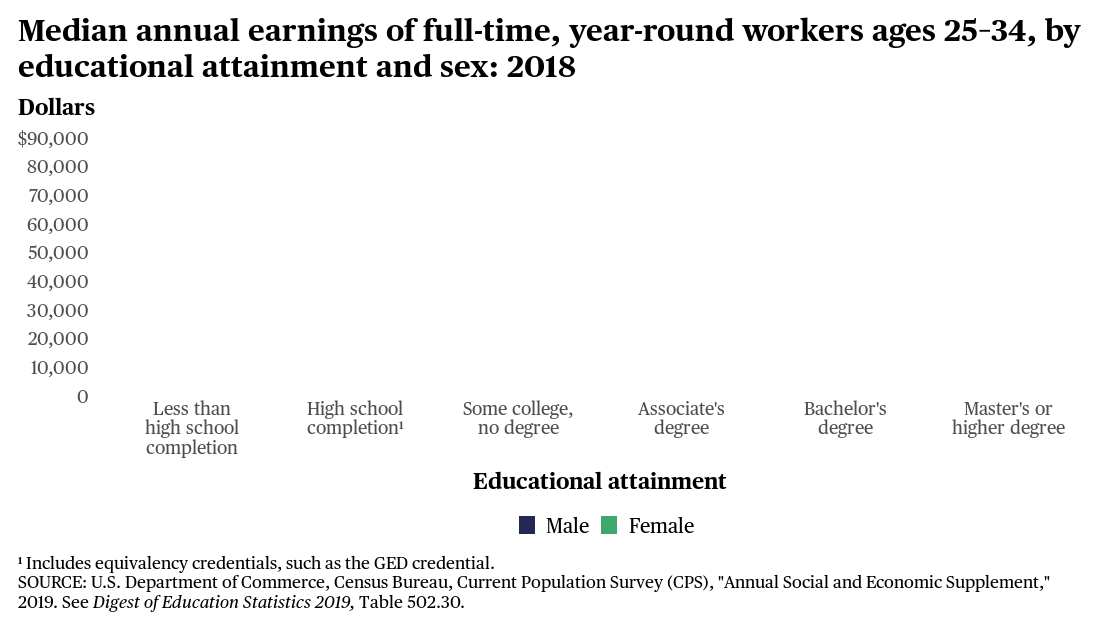 Median annual earnings of full-time, year-round workers ages 25–34, by
educational attainment and sex: 2018
Dollars
$90,000
80,000
70,000
60,000
50,000
40,000
30,000
20,000
10,000
0
Less than
high school
completion
High school
completion¹
Some college,
no degree
Associate's
degree
Bachelor's
degree
Master's or
higher degree
Educational attainment
Male Female
¹ Includes equivalency credentials, such as the GED credential.
SOURCE: U.S. Department of Commerce, Census Bureau, Current Population Survey (CPS), "Annual Social and Economic Supplement,"
2019. See Digest of Education Statistics 2019, Table 502.30.